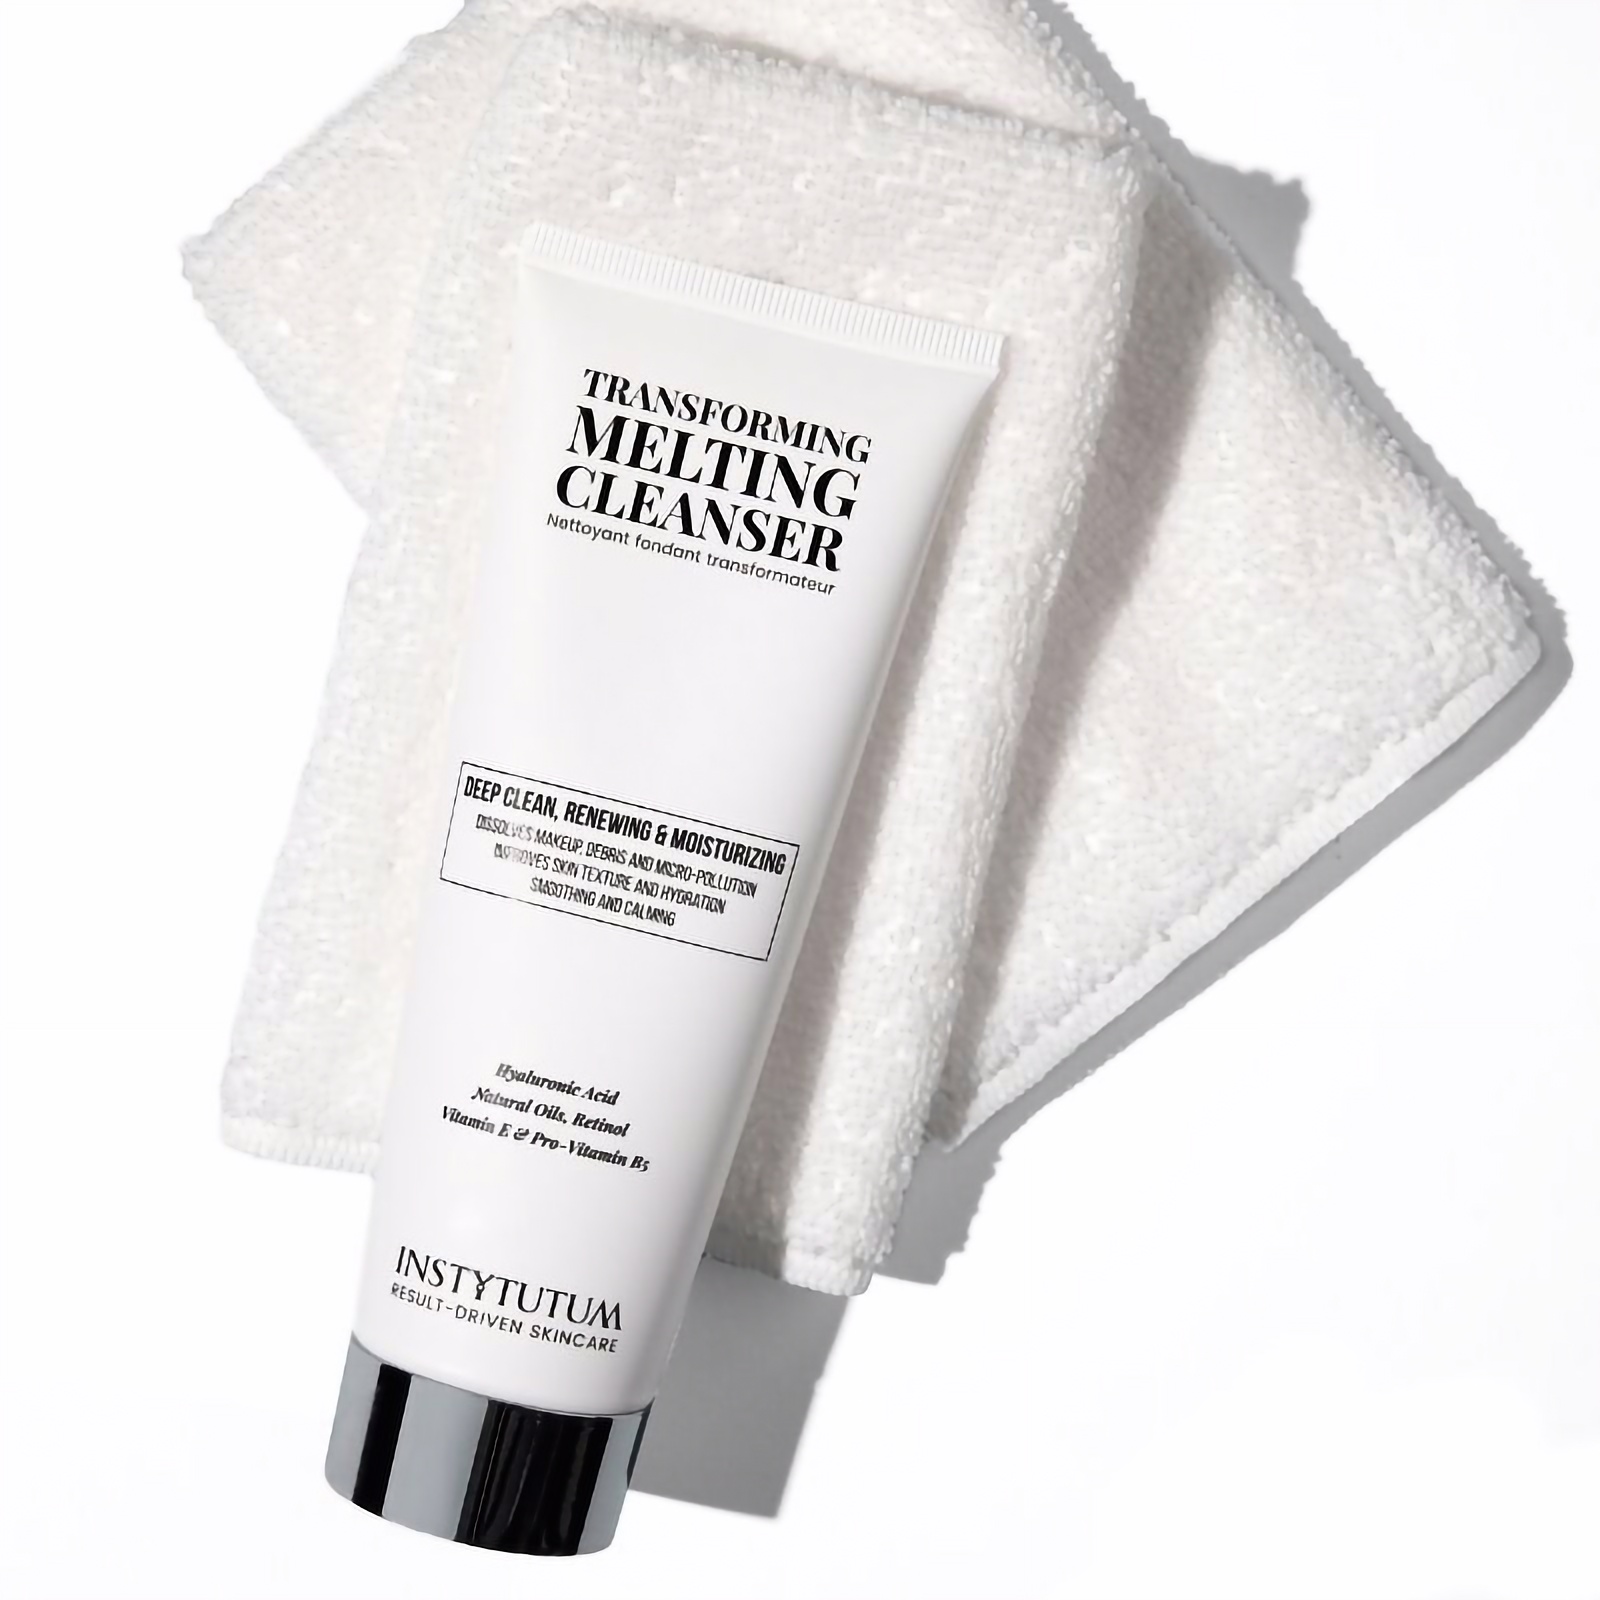 TRANSFORMING
MELTING
CLEANSER
Nettoyant fondant transformateur
DEEP CLEAN, RENEWING & MOISTURIZING
DISSOLVES MAKEUP, DEBRIS AND MICRO-POLLUTION
IMPROVES SKIN TEXTURE AND HYDRATION
SMOOTHING AND CALMING
Hyaluronic Acid
Natural Oils, Retinol
Vitamin E & Pro-Vitamin B5
INSTYTUTUM
RESULT-DRIVEN SKINCARE